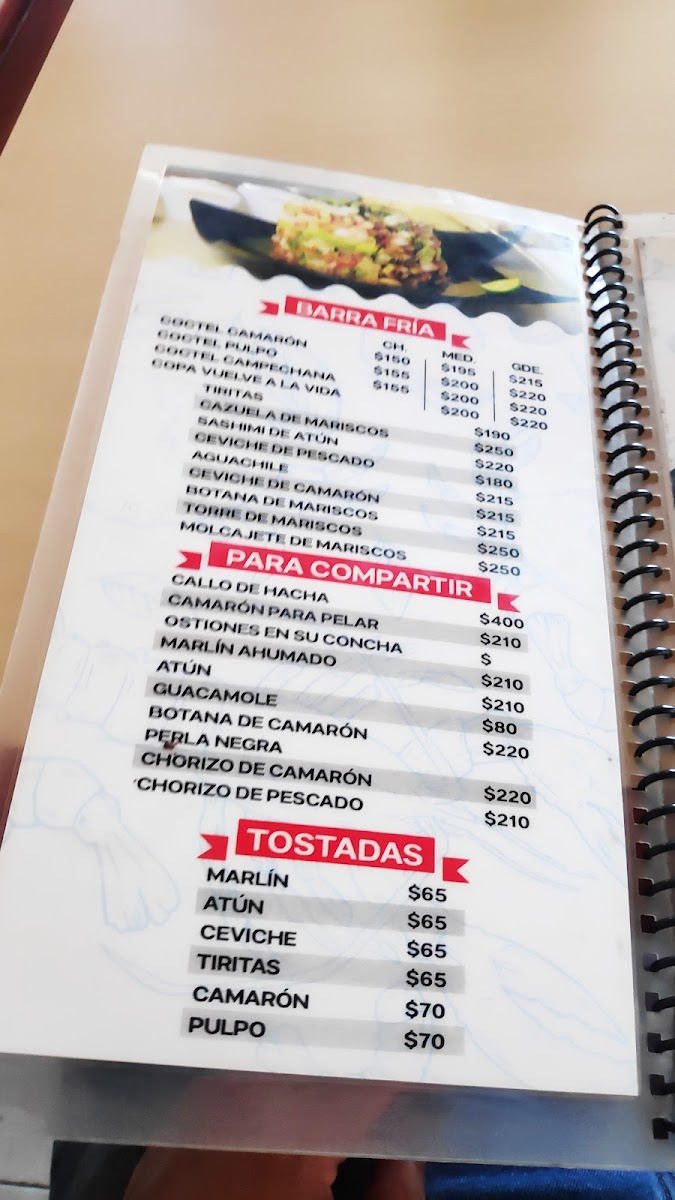 BARRA FRÍA
CH. MED. GDE.
COCTEL CAMARÓN $150 $195 $215
COCTEL PULPO $155 $200 $220
COCTEL CAMPECHANA $155 $200 $220
COPA VUELVE A LA VIDA $200 $220
TIRITAS $190
CAZUELA DE MARISCOS $250
SASHIMI DE ATÚN $220
CEVICHE DE PESCADO $180
AGUACHILE $215
CEVICHE DE CAMARÓN $215
BOTANA DE MARISCOS $215
TORRE DE MARISCOS $250
MOLCAJETE DE MARISCOS $250
PARA COMPARTIR
CALLO DE HACHA $400
CAMARÓN PARA PELAR $210
OSTIONES EN SU CONCHA $
MARLÍN AHUMADO $210
ATÚN $210
GUACAMOLE $80
BOTANA DE CAMARÓN $220
PERLA NEGRA
CHORIZO DE CAMARÓN $220
CHORIZO DE PESCADO $210
TOSTADAS
MARLÍN $65
ATÚN $65
CEVICHE $65
TIRITAS $65
CAMARÓN $70
PULPO $70